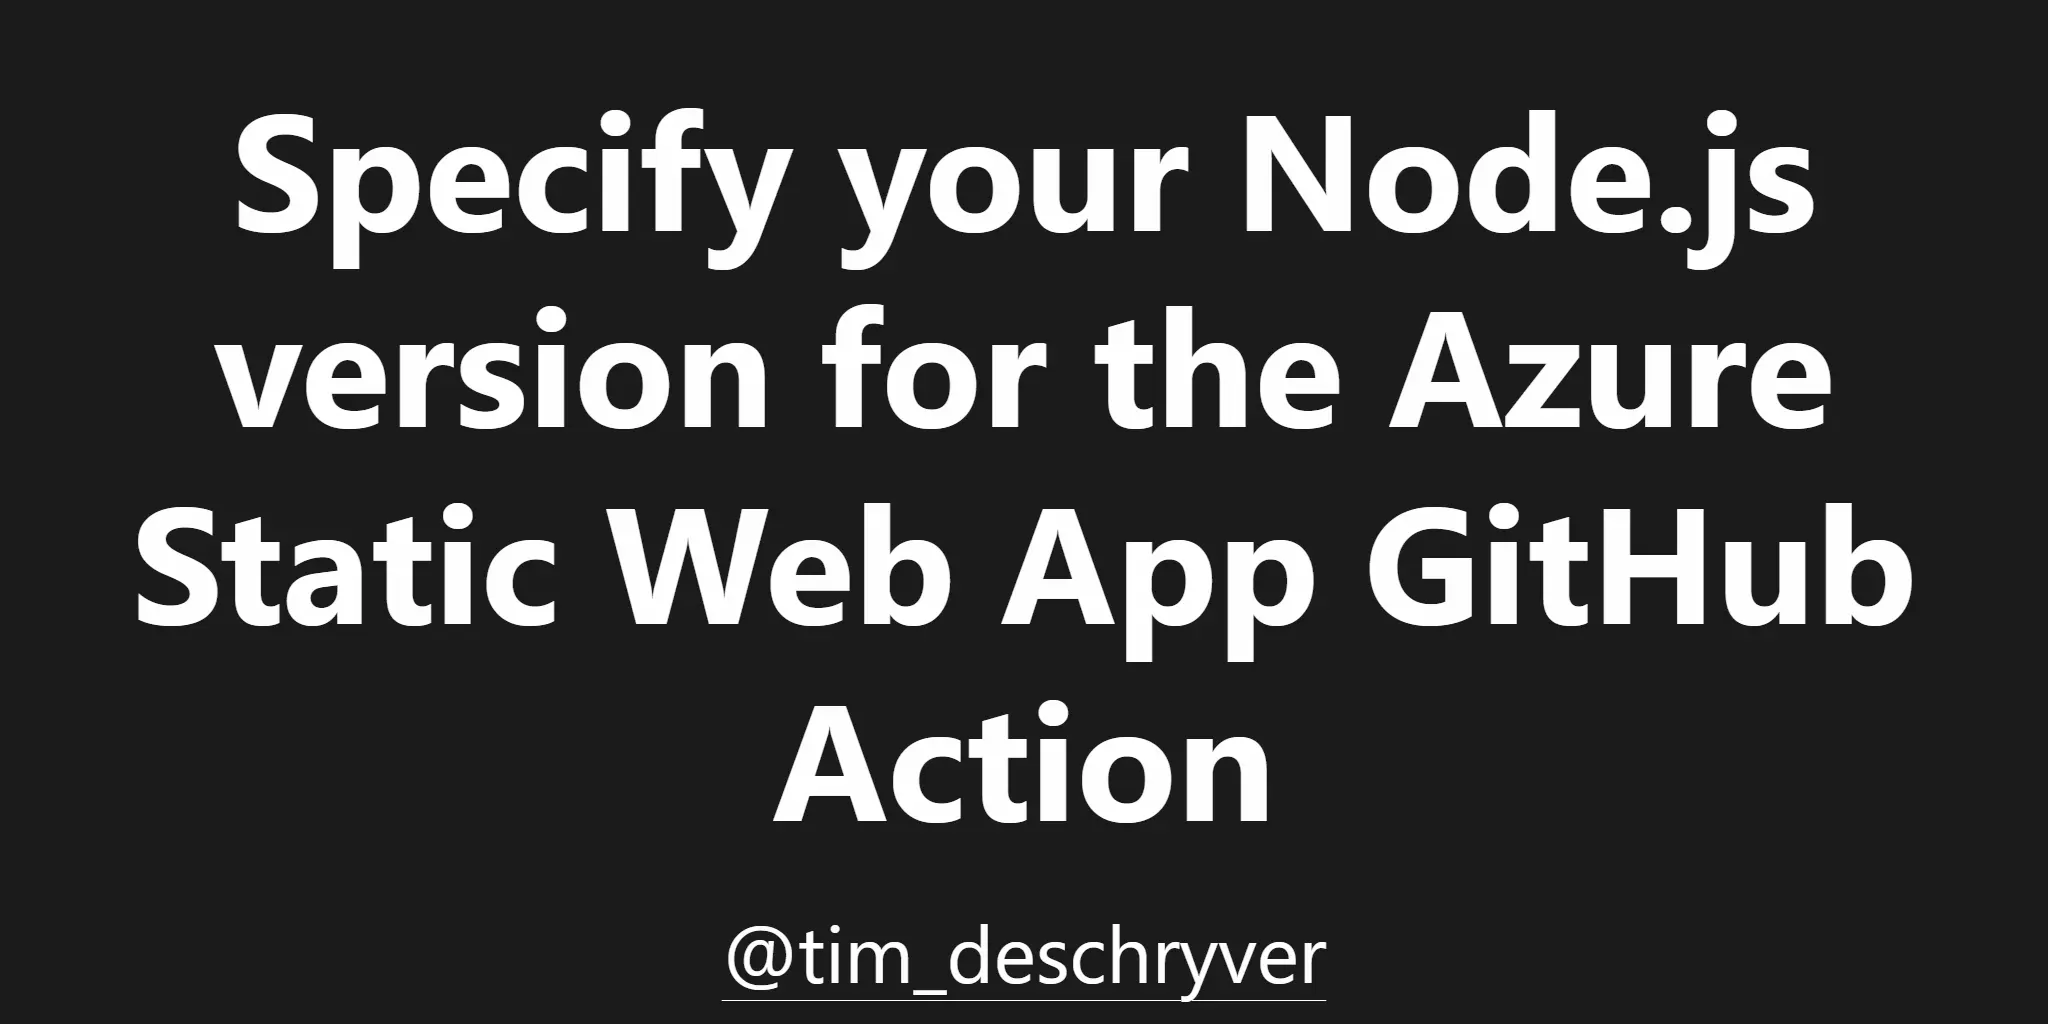 Specify your Node.js
version for the Azure
Static Web App GitHub
Action
@tim_deschryver